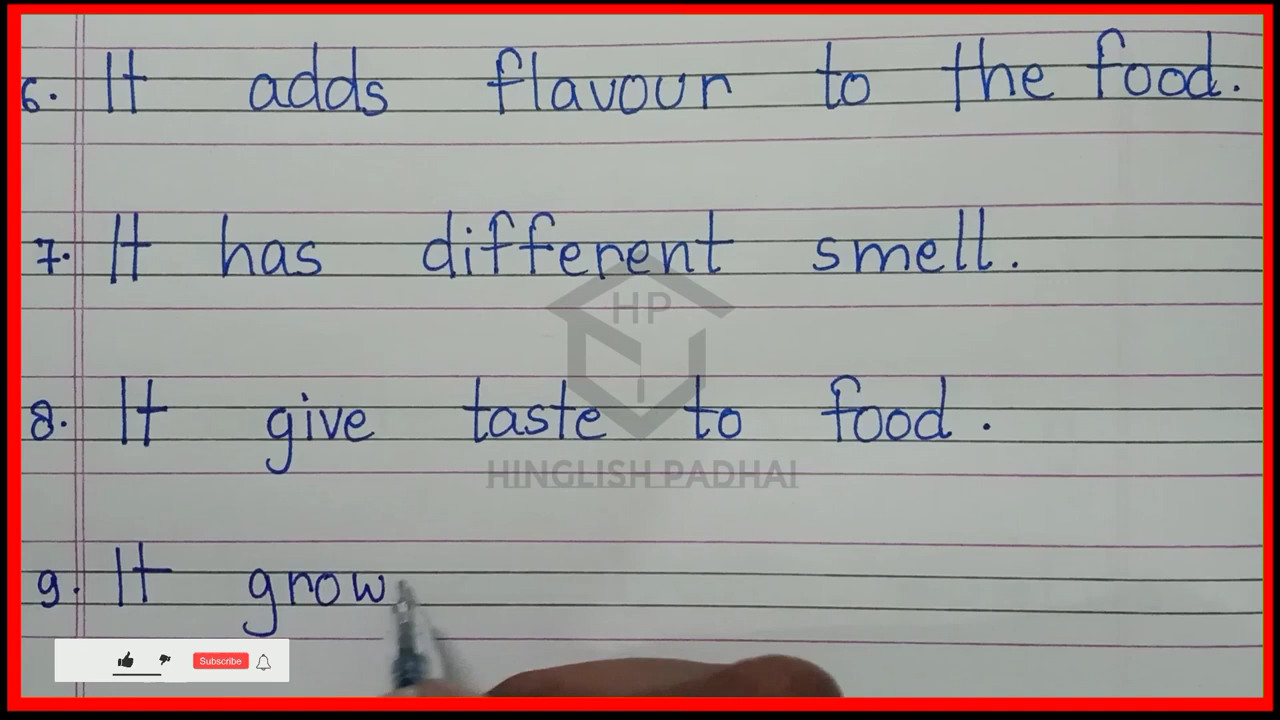 6. It adds flavour to the food.
7. It has different smell.
HP
8. It give taste to food.
HINGLISH PADHAI
9. It grow
Subscribe